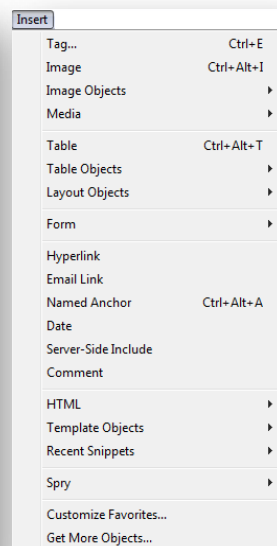 Insert
Tag... Ctrl+E
Image Ctrl+Alt+I
Image Objects
Media
Table Ctrl+Alt+T
Table Objects
Layout Objects
Form
Hyperlink
Email Link
Named Anchor Ctrl+Alt+A
Date
Server-Side Include
Comment
HTML
Template Objects
Recent Snippets
Spry
Customize Favorites...
Get More Objects...